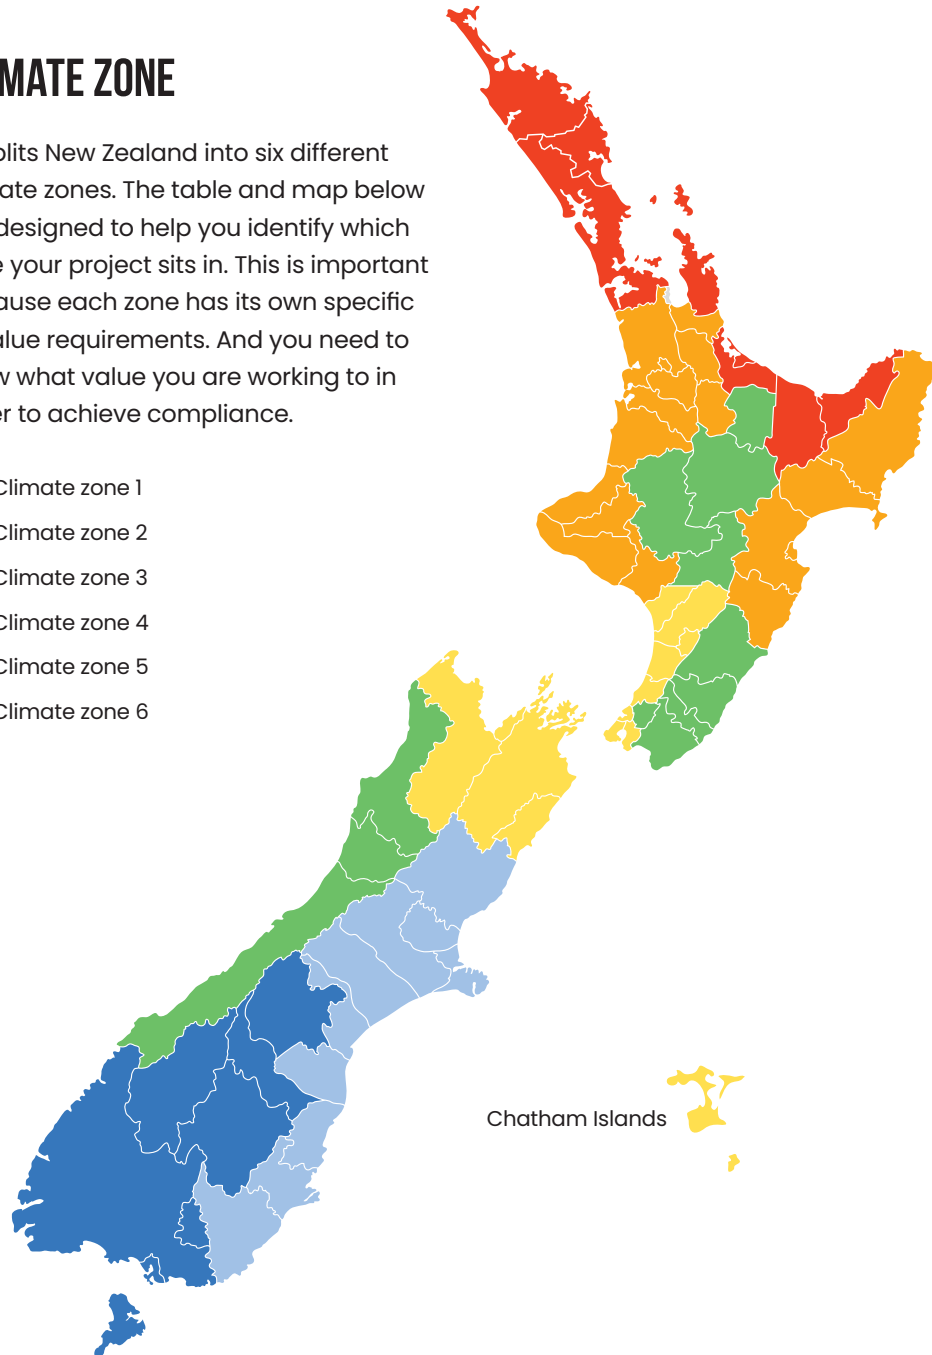 MATE ZONE
plits New Zealand into six different
ate zones. The table and map below
designed to help you identify which
e your project sits in. This is important
ause each zone has its own specific
alue requirements. And you need to
w what value you are working to in
er to achieve compliance.
Climate zone 1
Climate zone 2
Climate zone 3
Climate zone 4
Climate zone 5
Climate zone 6
Chatham Islands